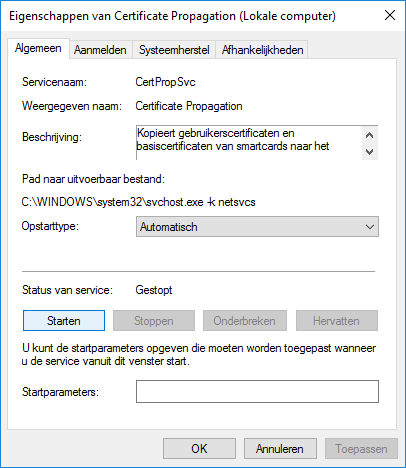 Eigenschappen van Certificate Propagation (Lokale computer)
Algemeen Aanmelden Systeemherstel Afhankelijkheden
Servicenaam: CertPropSvc
Weergegeven naam: Certificate Propagation
Beschrijving: Kopieert gebruikerscertificaten en
basiscertificaten van smartcards naar het
Pad naar uitvoerbaar bestand:
C:\WINDOWS\system32\svchost.exe -k netsvcs
Opstarttype: Automatisch
Status van service: Gestopt
Starten Stoppen Onderbreken Hervatten
U kunt de startparameters opgeven die moeten worden toegepast wanneer
u de service vanuit dit venster start.
Startparameters:
OK Annuleren Toepassen